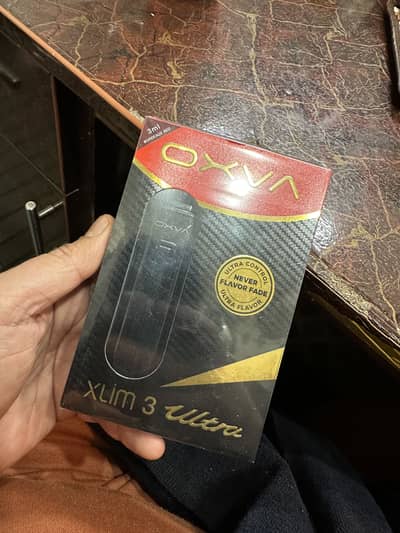 3ml
OXVA
OXVA
ULTRA CONTROL
NEVER
FLAVOR FADE
ULTRA FLAVOR
XLIM 3 Ultra